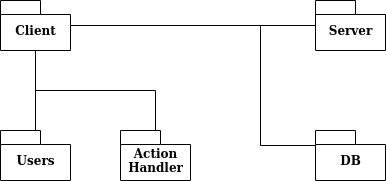 Client
Server
Users
Action
Handler
DB